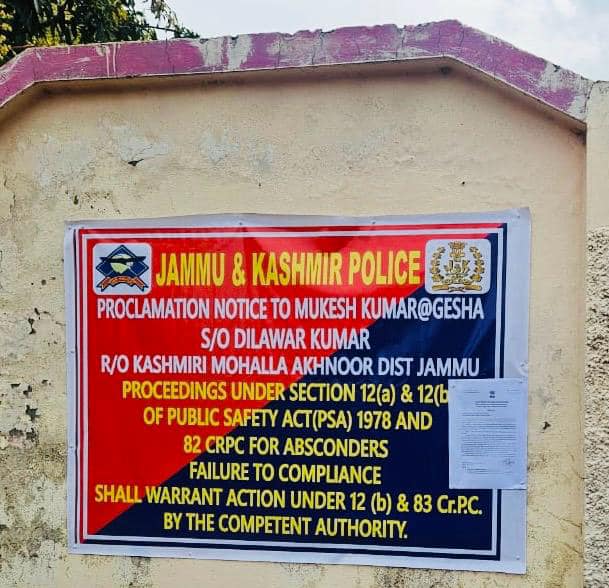 JAMMU & KASHMIR POLICE
PROCLAMATION NOTICE TO MUKESH KUMAR@GESHA
S/O DILAWAR KUMAR
R/O KASHMIRI MOHALLA AKHNOOR DIST JAMMU
PROCEEDINGS UNDER SECTION 12(a) & 12(b
OF PUBLIC SAFETY ACT(PSA) 1978 AND
82 CRPC FOR ABSCONDERS
FAILURE TO COMPLIANCE
SHALL WARRANT ACTION UNDER 12 (b) & 83 Cr.P.C.
BY THE COMPETENT AUTHORITY.